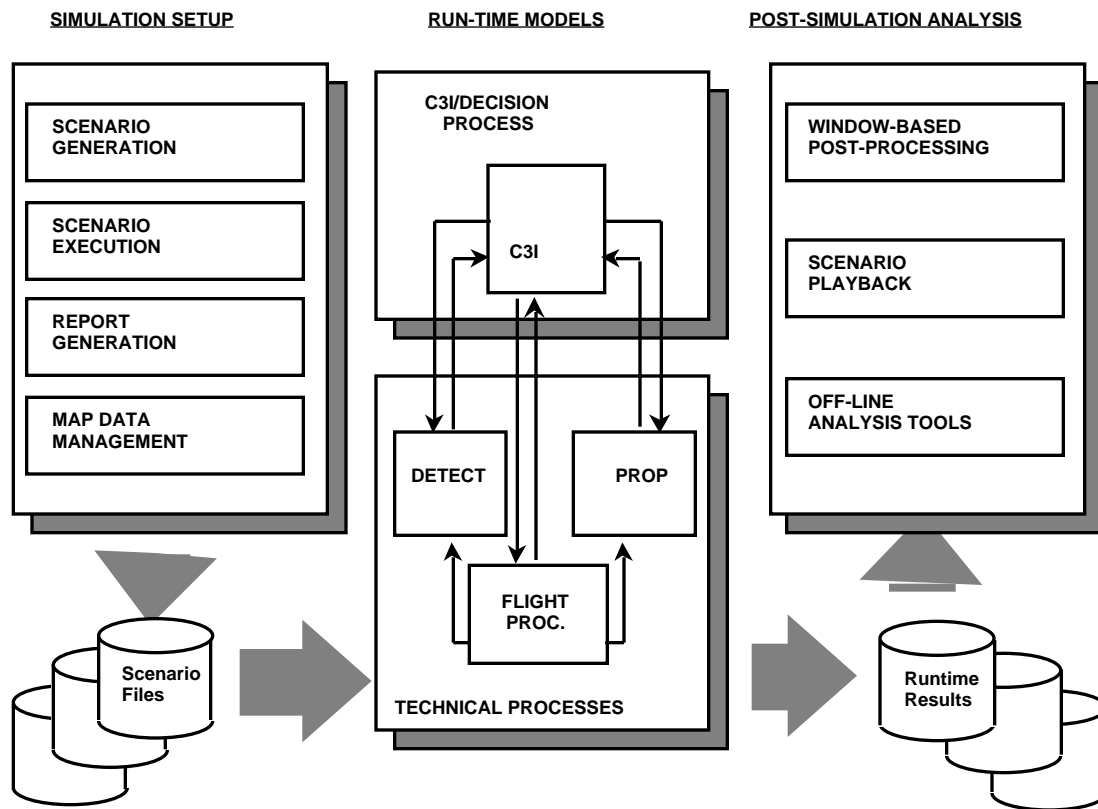 SIMULATION SETUP
RUN-TIME MODELS
POST-SIMULATION ANALYSIS
SCENARIO
GENERATION
SCENARIO
EXECUTION
REPORT
GENERATION
MAP DATA
MANAGEMENT
C3I/DECISION
PROCESS
C3I
DETECT
PROP
FLIGHT
PROC.
TECHNICAL PROCESSES
WINDOW-BASED
POST-PROCESSING
SCENARIO
PLAYBACK
OFF-LINE
ANALYSIS TOOLS
Scenario
Files
Runtime
Results